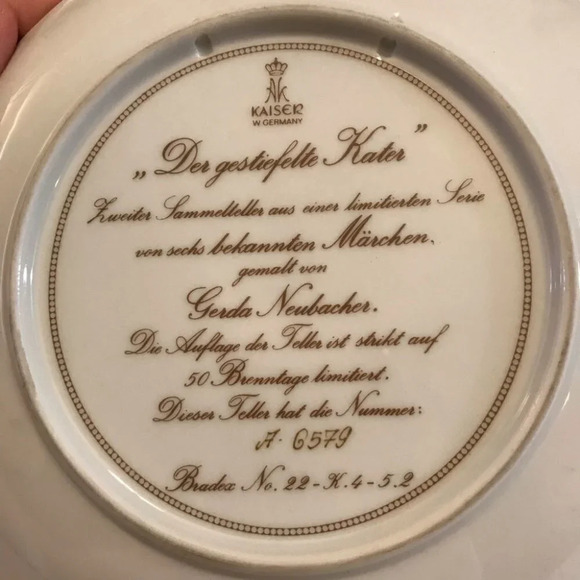 KAISER
W. GERMANY
„Der gestiefelte Kater"
Zweiter Sammelteller aus einer limitierten Serie
von sechs bekannten Märchen,
gemalt von
Gerda Neubacher.
Die Auflage der Teller ist strikt auf
50 Brenntage limitiert.
Dieser Teller hat die Nummer:
A-6579
Bradex No. 22-K.4-5.2